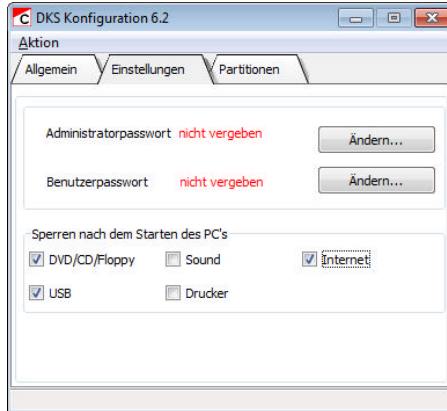 DKS Konfiguration 6.2
Aktion
Allgemein Einstellungen Partitionen
Administratorpasswort nicht vergeben Ändern...
Benutzerpasswort nicht vergeben Ändern...
Sperren nach dem Starten des PC's
DVD/CD/Floppy Sound Internet
USB Drucker